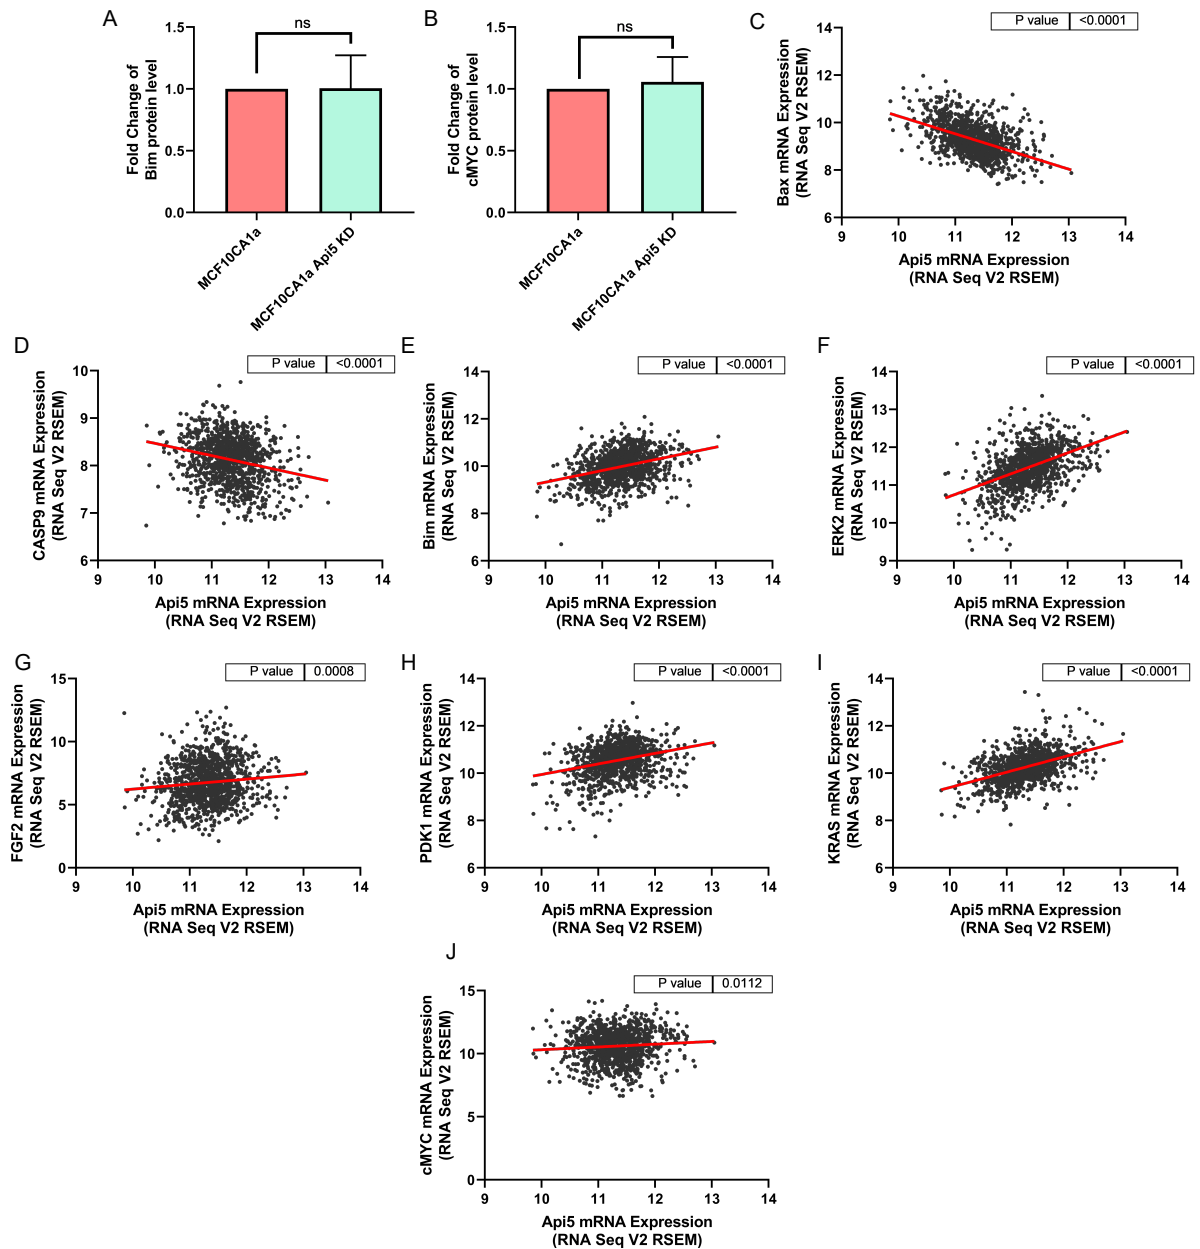 A
ns
1.5
1.0
0.5
0.0
Fold Change of
Bim protein level
MCF10CA1a
MCF10CA1a Api5 KD
B
ns
1.5
1.0
0.5
0.0
Fold Change of
cMYC protein level
MCF10CA1a
MCF10CA1a Api5 KD
C
P value <0.0001
14
12
10
8
6
Bax mRNA Expression
(RNA Seq V2 RSEM)
9 10 11 12 13 14
Api5 mRNA Expression
(RNA Seq V2 RSEM)
D
P value <0.0001
10
9
8
7
6
CASP9 mRNA Expression
(RNA Seq V2 RSEM)
9 10 11 12 13 14
Api5 mRNA Expression
(RNA Seq V2 RSEM)
E
P value <0.0001
14
12
10
8
6
Bim mRNA Expression
(RNA Seq V2 RSEM)
9 10 11 12 13 14
Api5 mRNA Expression
(RNA Seq V2 RSEM)
F
P value <0.0001
14
13
12
11
10
9
ERK2 mRNA Expression
(RNA Seq V2 RSEM)
9 10 11 12 13 14
Api5 mRNA Expression
(RNA Seq V2 RSEM)
G
P value 0.0008
15
10
5
0
FGF2 mRNA Expression
(RNA Seq V2 RSEM)
9 10 11 12 13 14
Api5 mRNA Expression
(RNA Seq V2 RSEM)
H
P value <0.0001
14
12
10
8
6
PDK1 mRNA Expression
(RNA Seq V2 RSEM)
9 10 11 12 13 14
Api5 mRNA Expression
(RNA Seq V2 RSEM)
I
P value <0.0001
14
12
10
8
6
KRAS mRNA Expression
(RNA Seq V2 RSEM)
9 10 11 12 13 14
Api5 mRNA Expression
(RNA Seq V2 RSEM)
J
P value 0.0112
15
10
5
0
cMYC mRNA Expression
(RNA Seq V2 RSEM)
9 10 11 12 13 14
Api5 mRNA Expression
(RNA Seq V2 RSEM)